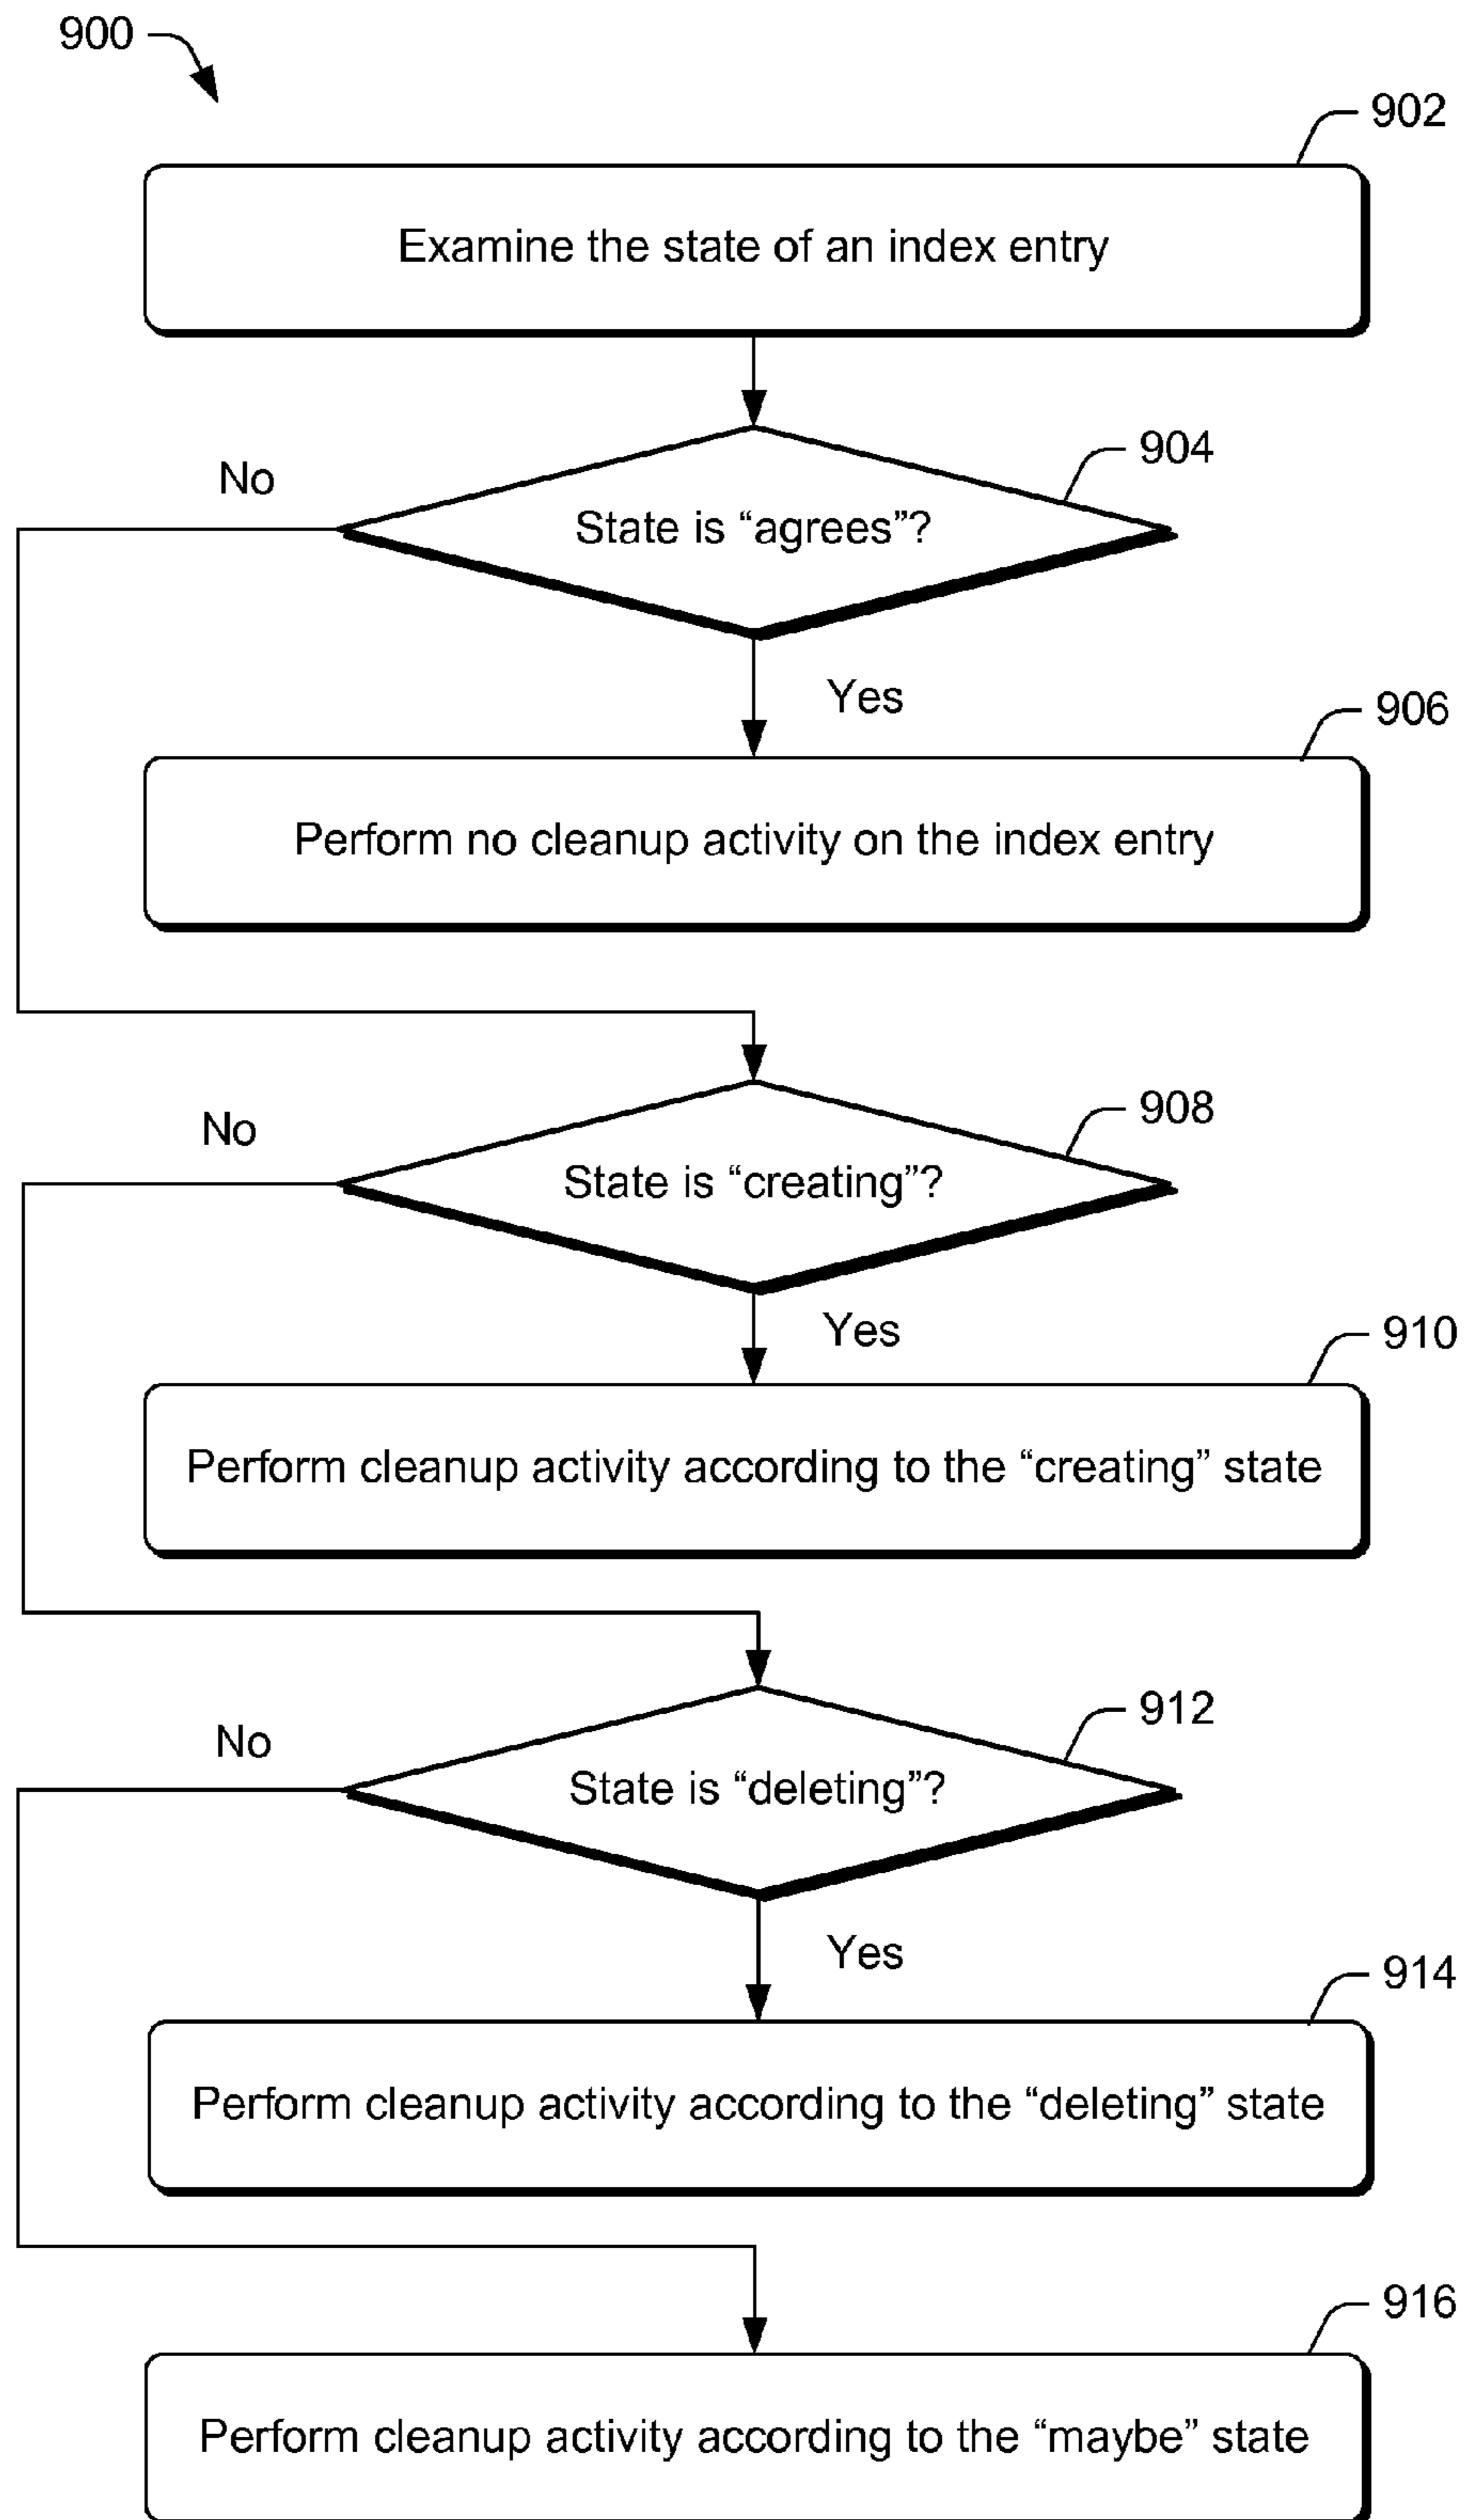 900
902
Examine the state of an index entry
904
No
State is “agrees”?
Yes
906
Perform no cleanup activity on the index entry
908
No
State is “creating”?
Yes
910
Perform cleanup activity according to the “creating” state
912
No
State is “deleting”?
Yes
914
Perform cleanup activity according to the “deleting” state
916
Perform cleanup activity according to the “maybe” state